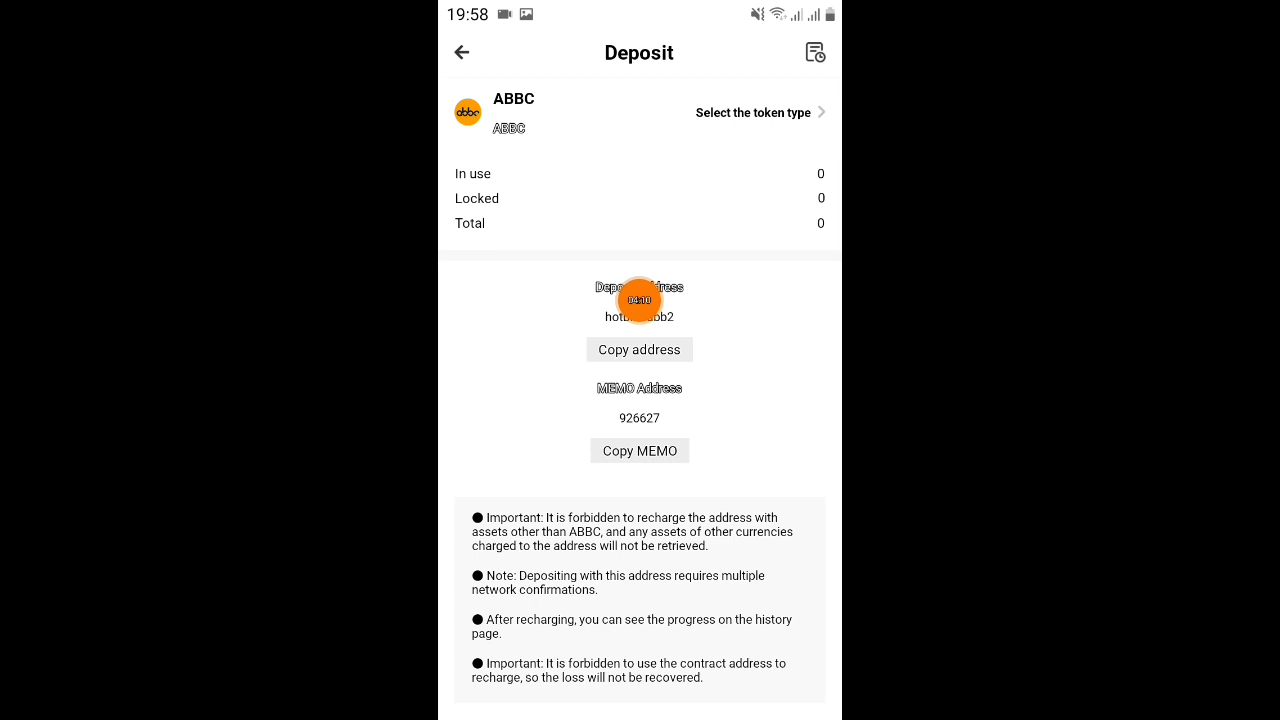 19:58
Deposit
abbc
ABBC
ABBC
Select the token type
In use 0
Locked 0
Total 0
04:10
Copy address
MEMO Address
926627
Copy MEMO
● Important: It is forbidden to recharge the address with
assets other than ABBC, and any assets of other currencies
charged to the address will not be retrieved.
● Note: Depositing with this address requires multiple
network confirmations.
● After recharging, you can see the progress on the history
page.
● Important: It is forbidden to use the contract address to
recharge, so the loss will not be recovered.